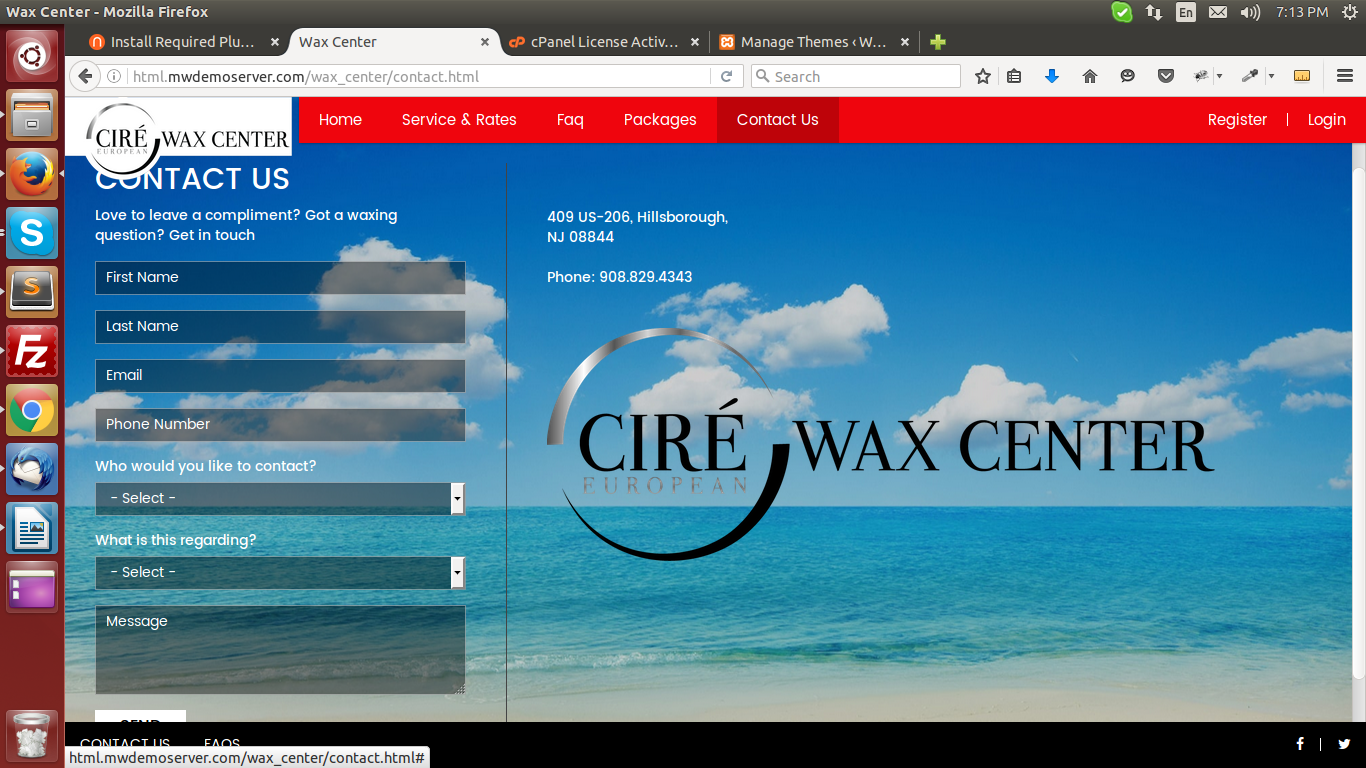 Wax Center - Mozilla Firefox
En
7:13 PM
Install Required Plu...
Wax Center
cPanel License Activ...
Manage Themes ‹ W...
html.mwdemoserver.com/wax_center/contact.html
Search
CIRÉ WAX CENTER
EUROPEAN
Home
Service & Rates
Faq
Packages
Contact Us
Register
Login
CONTACT US
Love to leave a compliment? Got a waxing
question? Get in touch
First Name
Last Name
Email
Phone Number
Who would you like to contact?
- Select -
What is this regarding?
- Select -
Message
SEND
409 US-206, Hillsborough,
NJ 08844
Phone: 908.829.4343
CIRÉ WAX CENTER
EUROPEAN
CONTACT US
FAQS
html.mwdemoserver.com/wax_center/contact.html#